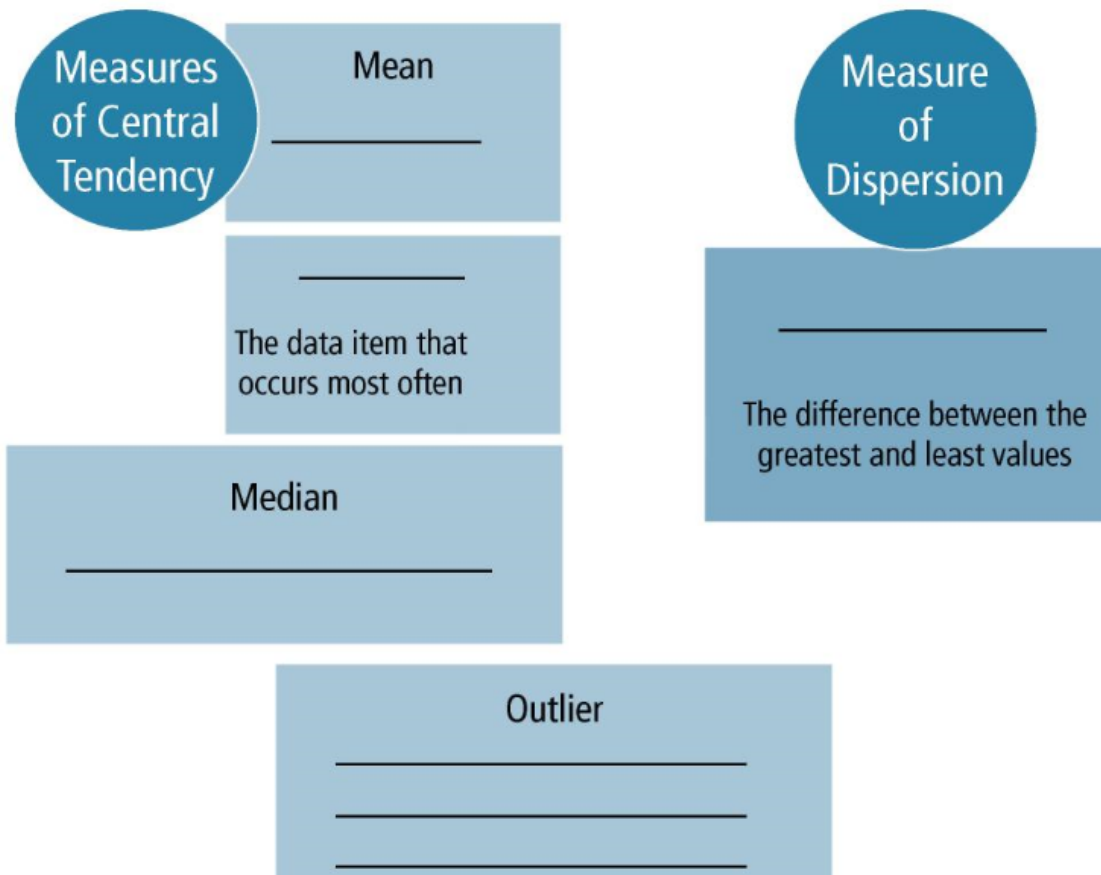 Measures
of Central
Tendency
Mean
The data item that
occurs most often
Median
Measure
of
Dispersion
The difference between the
greatest and least values
Outlier